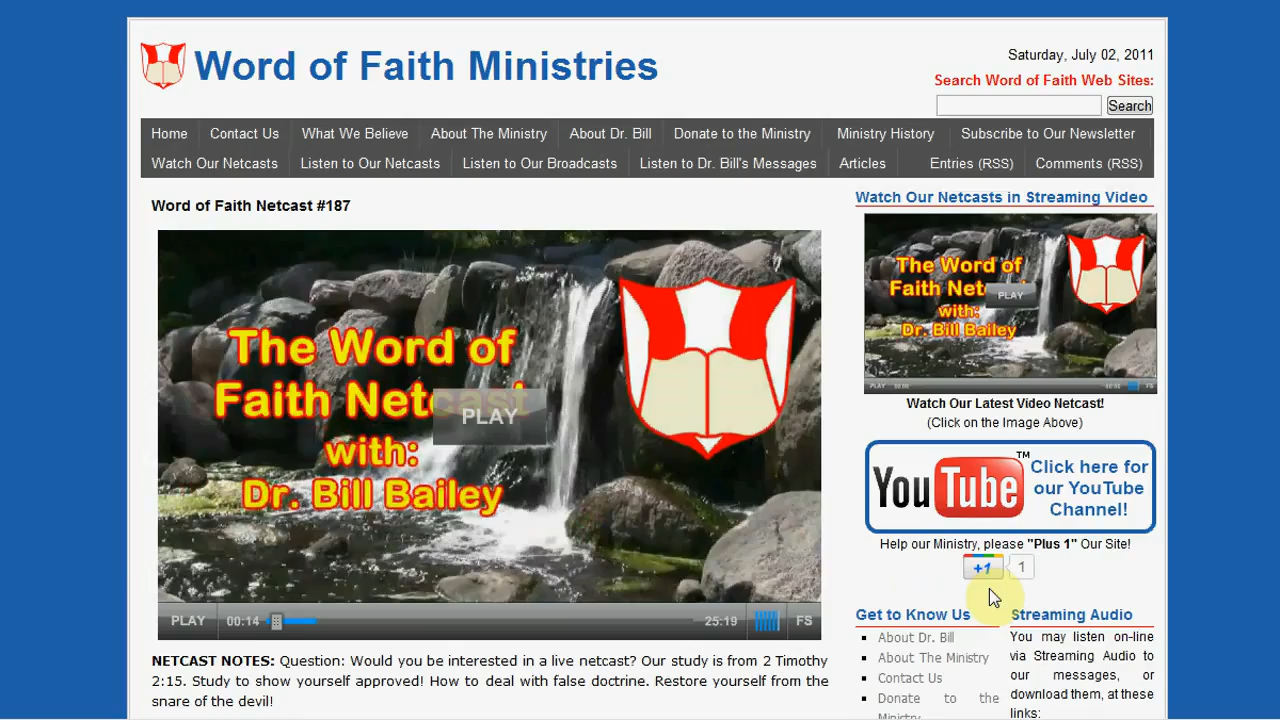 Word of Faith Ministries
Saturday, July 02, 2011
Search Word of Faith Web Sites:
Search
Home Contact Us What We Believe About The Ministry About Dr. Bill Donate to the Ministry Ministry History Subscribe to Our Newsletter
Watch Our Netcasts Listen to Our Netcasts Listen to Our Broadcasts Listen to Dr. Bill's Messages Articles Entries (RSS) Comments (RSS)
Word of Faith Netcast #187
The Word of
Faith Netcast
with:
Dr. Bill Bailey
PLAY
PLAY 00:14 25:19 FS
NETCAST NOTES: Question: Would you be interested in a live netcast? Our study is from 2 Timothy
2:15. Study to show yourself approved! How to deal with false doctrine. Restore yourself from the
snare of the devil!
Watch Our Netcasts in Streaming Video
The Word of
Faith Net
with:
Dr. Bill Bailey
PLAY
PLAY FS
Watch Our Latest Video Netcast!
(Click on the Image Above)
YouTube™
Click here for
our YouTube
Channel!
Help our Ministry, please "Plus 1" Our Site!
+1 1
Get to Know Us
About Dr. Bill
About The Ministry
Contact Us
Donate to the
Ministry
Streaming Audio
You may listen on-line
via Streaming Audio to
our messages, or
download them, at these
links: